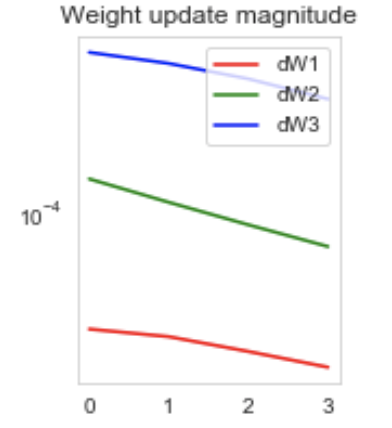 Weight update magnitude
dW1
dW2
dW3
10⁻⁴
0 1 2 3